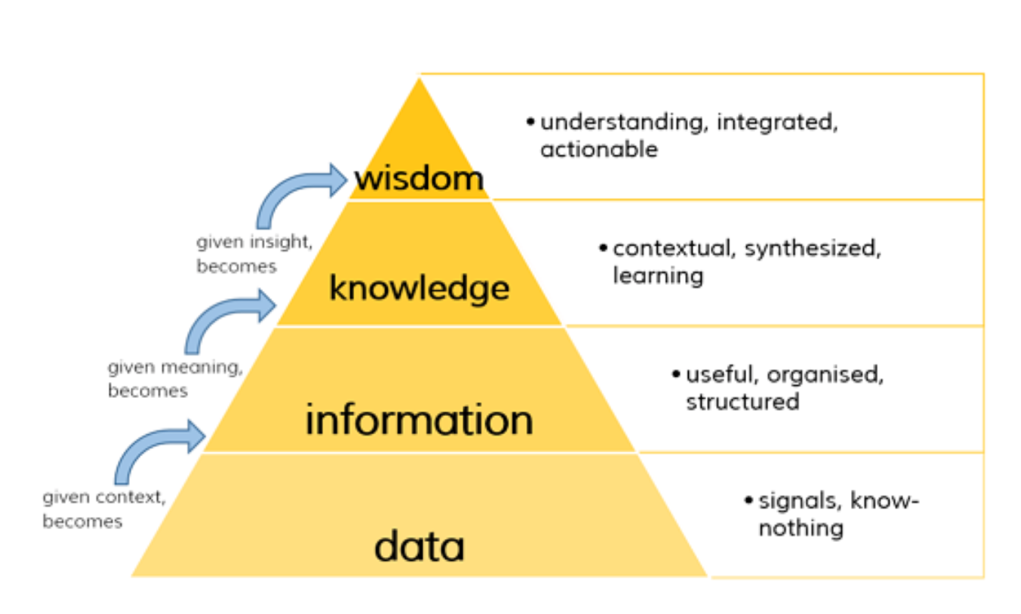 • understanding, integrated,
actionable
wisdom
given insight,
becomes
• contextual, synthesized,
learning
knowledge
given meaning,
becomes
• useful, organised,
structured
information
given context,
becomes
• signals, know-
nothing
data